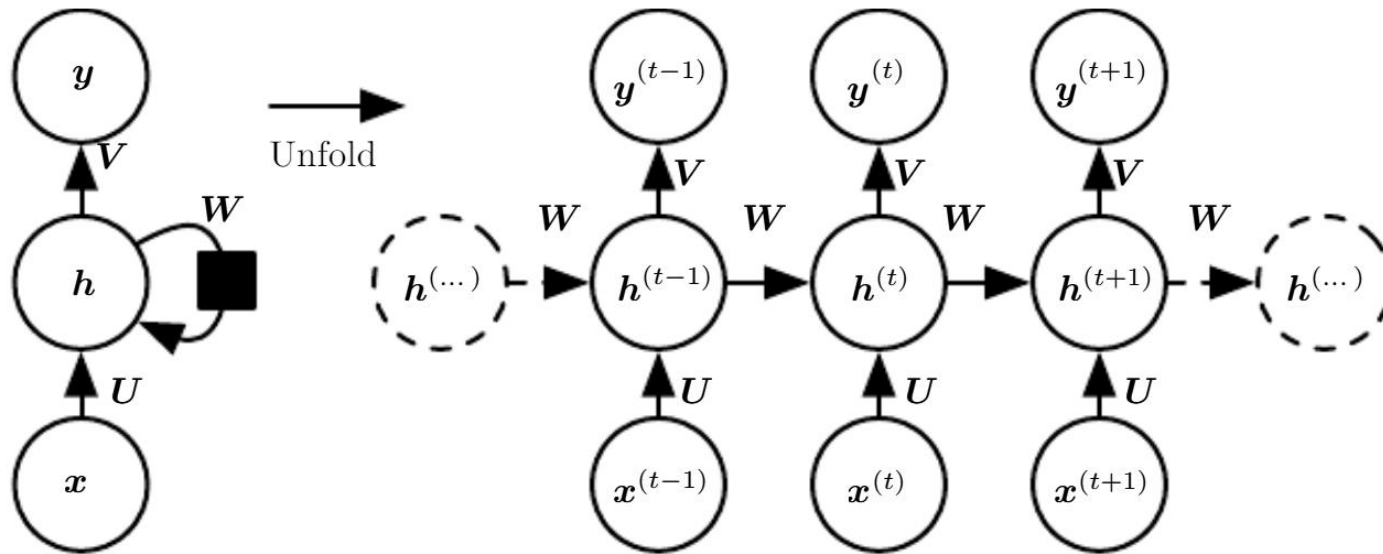 y y^(t−1) y^(t) y^(t+1)
Unfold
V V V V
W W W W W
h h^(...) h^(t−1) h^(t) h^(t+1) h^(...)
U U U U
x x^(t−1) x^(t) x^(t+1)